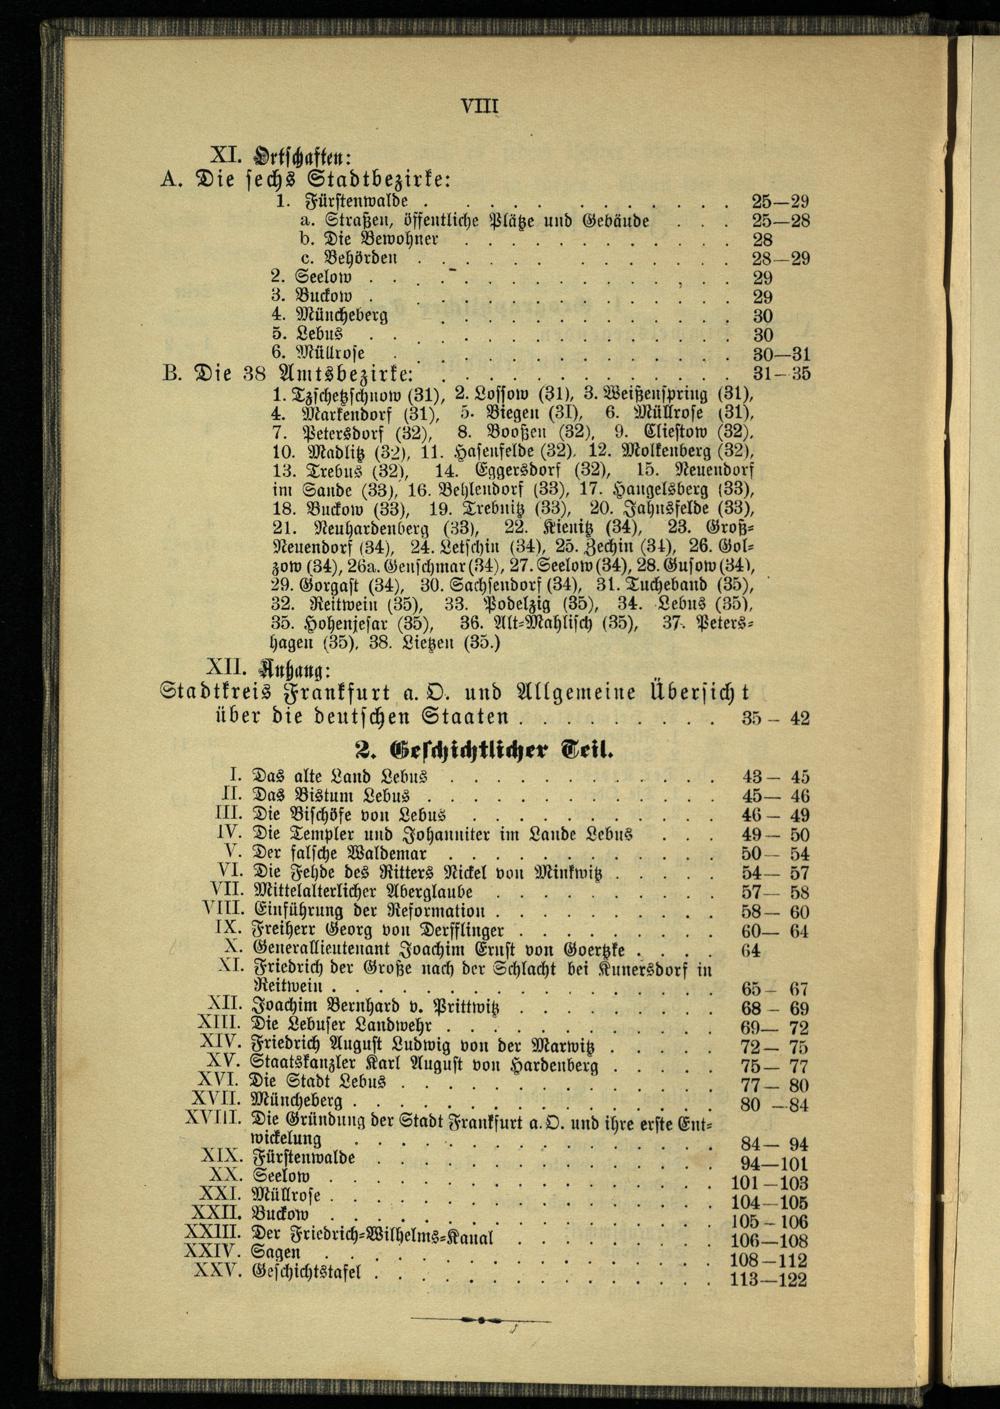 VIII
XI. Ortschaften:
A. Die sechs Stadtbezirke:
1. Fürstenwalde . . . . . . . . . . . . 25—29
a. Straßen, öffentliche Plätze und Gebäude . . . 25—28
b. Die Bewohner . . . . . . . . . . . 28
c. Behörden . . . . . . . . . . . . 28—29
2. Seelow . . . . . . . . . . . . . . 29
3. Buckow . . . . . . . . . . . . . . 29
4. Müncheberg . . . . . . . . . . . . 30
5. Lebus . . . . . . . . . . . . . . 30
6. Müllrose . . . . . . . . . . . . . 30—31
B. Die 38 Amtsbezirke: . . . . . . . . . . 31—35
1. Tzschetzschnow (31), 2. Lossow (31), 3. Weißenspring (31),
4. Markendorf (31), 5. Biegen (31), 6. Müllrose (31),
7. Petersdorf (32), 8. Booßen (32), 9. Cliestow (32),
10. Madlitz (32), 11. Hasenfelde (32), 12. Molkenberg (32),
13. Trebus (32), 14. Eggersdorf (32), 15. Neuendorf
im Sande (33), 16. Behlendorf (33), 17. Hangelsberg (33),
18. Buckow (33), 19. Trebnitz (33), 20. Jahnsfelde (33),
21. Neuhardenberg (33), 22. Kienitz (34), 23. Groß-
Neuendorf (34), 24. Letschin (34), 25. Zechin (34), 26. Gol-
zow (34), 26a. Genschmar (34), 27. Seelow (34), 28. Gusow (34),
29. Gorgast (34), 30. Sachsendorf (34), 31. Tucheband (35),
32. Reitwein (35), 33. Podelzig (35), 34. Lebus (35),
35. Hohenjesar (35), 36. Alt-Mahlisch (35), 37. Peters-
hagen (35), 38. Lietzen (35.)
XII. Anhang:
Stadtkreis Frankfurt a. O. und Allgemeine Übersicht
über die deutschen Staaten . . . . . . . . . 35 — 42
2. Geschichtlicher Teil.
I. Das alte Land Lebus . . . . . . . . . . . . 43 — 45
II. Das Bistum Lebus . . . . . . . . . . . . . 45 — 46
III. Die Bischöfe von Lebus . . . . . . . . . . . 46 — 49
IV. Die Templer und Johanniter im Lande Lebus . . . 49 — 50
V. Der falsche Waldemar . . . . . . . . . . . . 50 — 54
VI. Die Fehde des Ritters Nickel von Minkwitz . . . . . 54 — 57
VII. Mittelalterlicher Aberglaube . . . . . . . . . . 57 — 58
VIII. Einführung der Reformation . . . . . . . . . . 58 — 60
IX. Freiherr Georg von Derfflinger . . . . . . . . . 60 — 64
X. Generallieutenant Joachim Ernst von Goertzke . . . . 64
XI. Friedrich der Große nach der Schlacht bei Kunersdorf in
Reitwein . . . . . . . . . . . . . . . . . 65 — 67
XII. Joachim Bernhard v. Prittwitz . . . . . . . . . 68 — 69
XIII. Die Lebuser Landwehr . . . . . . . . . . . . 69 — 72
XIV. Friedrich August Ludwig von der Marwitz . . . . . 72 — 75
XV. Staatskanzler Karl August von Hardenberg . . . . . 75 — 77
XVI. Die Stadt Lebus . . . . . . . . . . . . . . 77 — 80
XVII. Müncheberg . . . . . . . . . . . . . . . . 80 — 84
XVIII. Die Gründung der Stadt Frankfurt a. O. und ihre erste Ent-
wickelung . . . . . . . . . . . . . . . . 84 — 94
XIX. Fürstenwalde . . . . . . . . . . . . . . . 94—101
XX. Seelow . . . . . . . . . . . . . . . . . 101—103
XXI. Müllrose . . . . . . . . . . . . . . . . . 104—105
XXII. Buckow . . . . . . . . . . . . . . . . . 105—106
XXIII. Der Friedrich-Wilhelms-Kanal . . . . . . . . . 106—108
XXIV. Sagen . . . . . . . . . . . . . . . . . 108—112
XXV. Geschichtstafel . . . . . . . . . . . . . . . 113—122